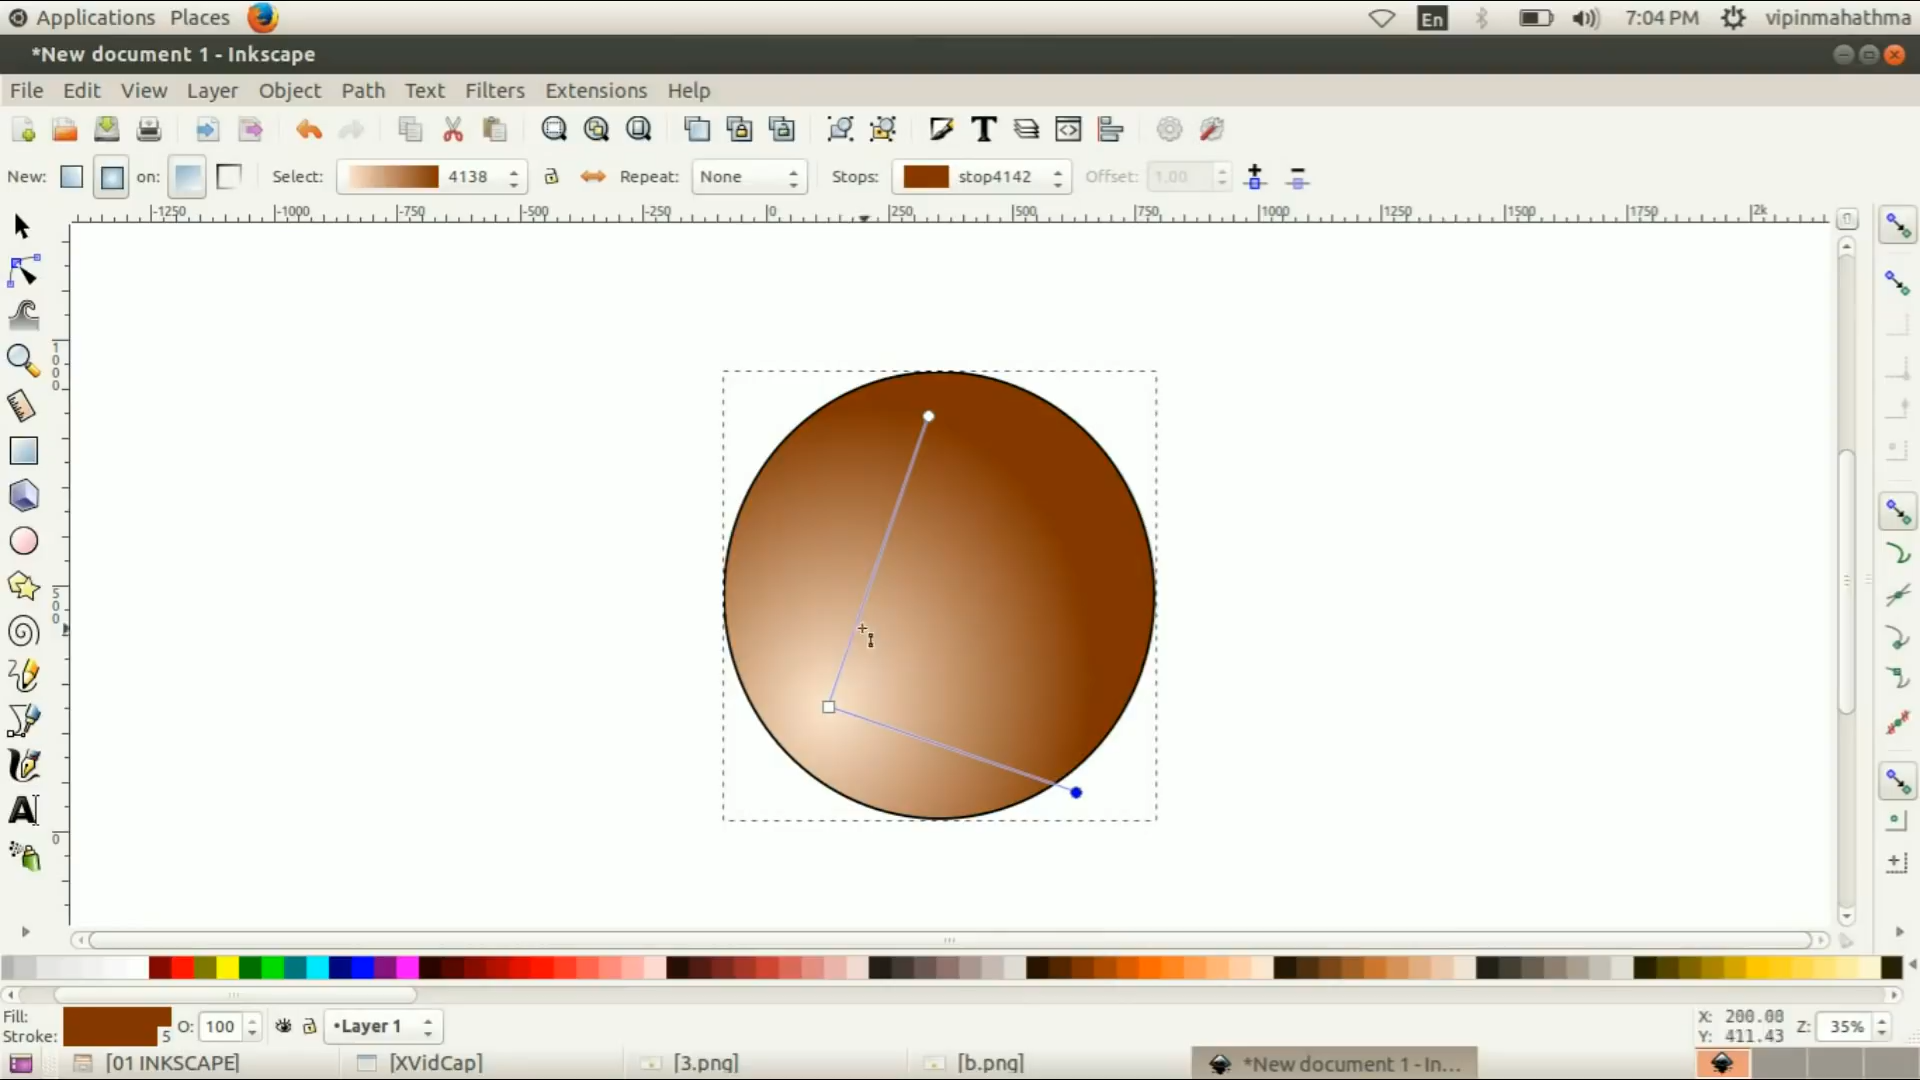 Applications Places En 7:04 PM vipinmahathma
*New document 1 - Inkscape
File Edit View Layer Object Path Text Filters Extensions Help
New: on: Select: 4138 Repeat: None Stops: stop4142 Offset: 1.00
-1250 -1000 -750 -500 -250 0 250 500 750 1000 1250 1500 1750 2k
1000
500
0
Fill:
Stroke: 5 O: 100 •Layer 1
X: 200.00
Y: 411.43
Z: 35%
[01 INKSCAPE] [XVidCap] [3.png] [b.png] *New document 1 - In...